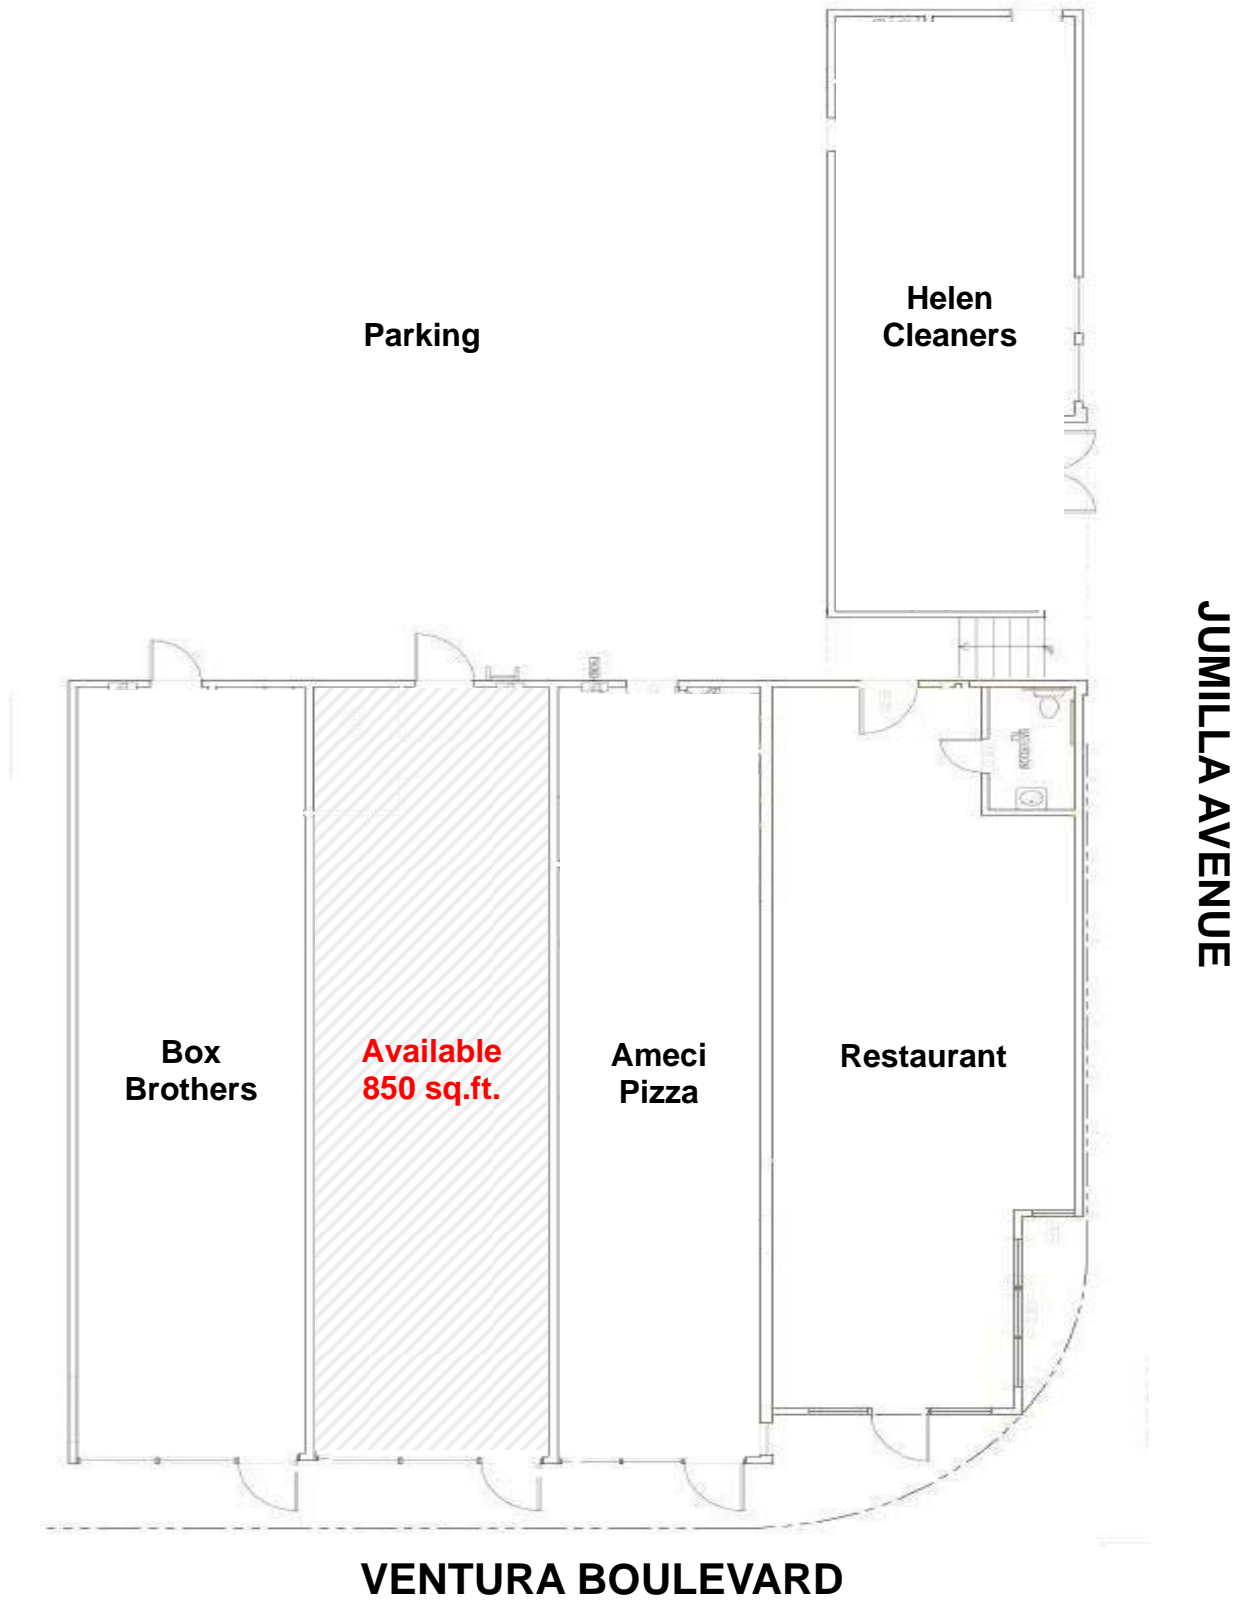 Helen
Cleaners
Parking
JUMILLA AVENUE
Box
Brothers
Available
850 sq.ft.
Ameci
Pizza
Restaurant
VENTURA BOULEVARD